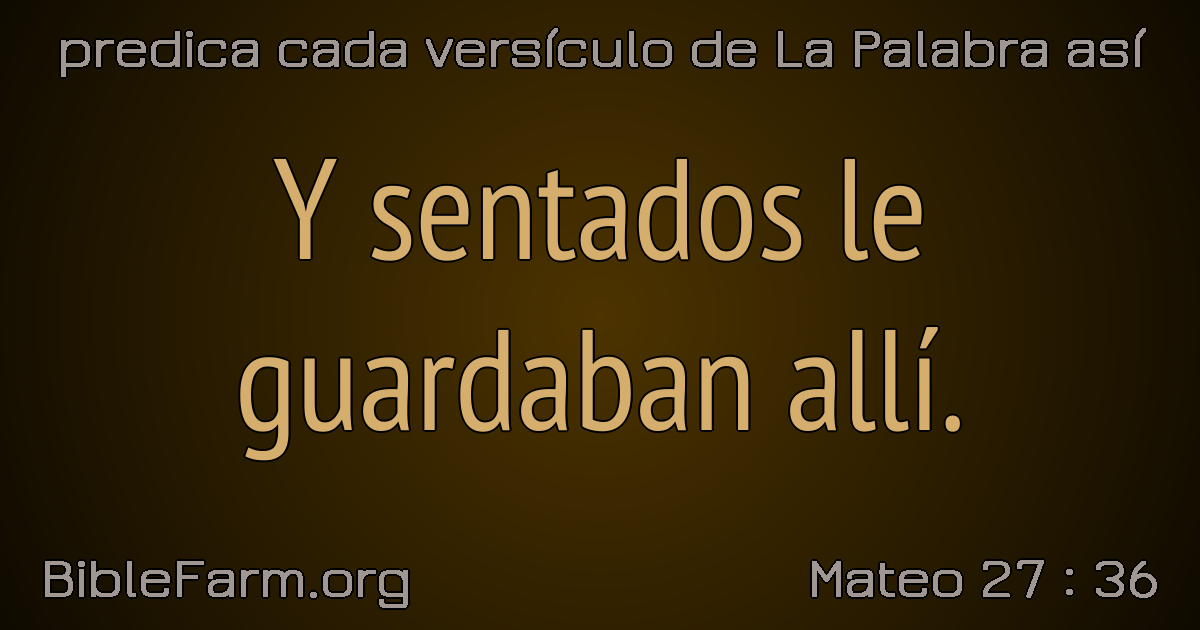 predica cada versículo de La Palabra así
Y sentados le
guardaban allí.
BibleFarm.org
Mateo 27 : 36